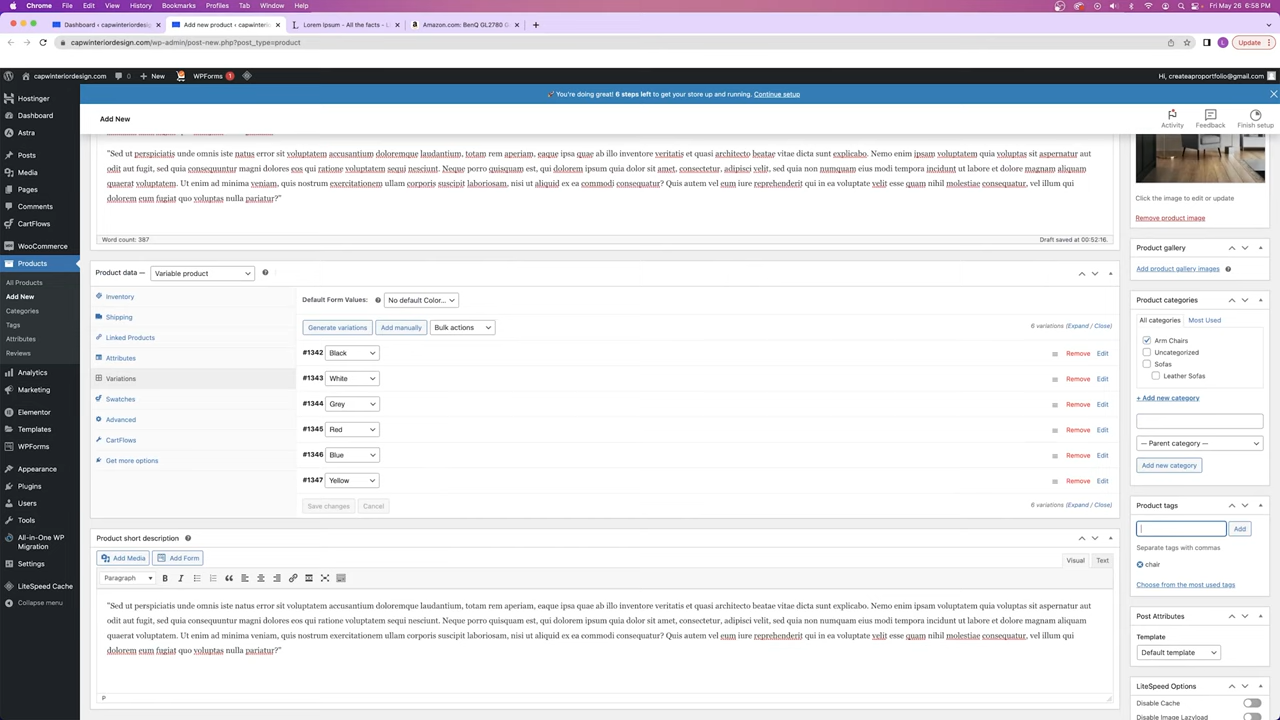 Chrome File Edit View History Bookmarks Profiles Tab Window Help Fri May 26 6:58 PM
Dashboard ‹ capwinteriordesign.c Add new product ‹ capwinteri Lorem Ipsum - All the facts - L Amazon.com: BenQ GL2780
capwinteriordesign.com/wp-admin/post-new.php?post_type=product
Update
capwinteriordesign.com 0 New WPForms 1 Hi, createaproportfolio@gmail.com
You're doing great! 6 steps left to get your store up and running. Continue setup
Add New
Activity
Feedback
Finish setup
Hostinger
Dashboard
Astra
Posts
Media
Pages
Comments
CartFlows
WooCommerce
Products
All Products
Add New
Categories
Tags
Attributes
Reviews
Analytics
Marketing
Elementor
Templates
WPForms
Appearance
Plugins
Users
Tools
All-in-One WP
Migration
Settings
LiteSpeed Cache
Collapse menu
"Sed ut perspiciatis unde omnis iste natus error sit voluptatem accusantium doloremque laudantium, totam rem aperiam, eaque ipsa quae ab illo inventore veritatis et quasi architecto beatae vitae dicta sunt explicabo. Nemo enim ipsam voluptatem quia voluptas sit aspernatur aut
odit aut fugit, sed quia consequuntur magni dolores eos qui ratione voluptatem sequi nesciunt. Neque porro quisquam est, qui dolorem ipsum quia dolor sit amet, consectetur, adipisci velit, sed quia non numquam eius modi tempora incidunt ut labore et dolore magnam aliquam
quaerat voluptatem. Ut enim ad minima veniam, quis nostrum exercitationem ullam corporis suscipit laboriosam, nisi ut aliquid ex ea commodi consequatur? Quis autem vel eum iure reprehenderit qui in ea voluptate velit esse quam nihil molestiae consequatur, vel illum qui
dolorem eum fugiat quo voluptas nulla pariatur?"
Word count: 387 Draft saved at 00:52:16.
Product data — Variable product
Inventory
Shipping
Linked Products
Attributes
Variations
Swatches
Advanced
CartFlows
Get more options
Default Form Values: No default Color...
Generate variations Add manually Bulk actions 6 variations (Expand / Close)
#1342 Black Remove Edit
#1343 White Remove Edit
#1344 Grey Remove Edit
#1345 Red Remove Edit
#1346 Blue Remove Edit
#1347 Yellow Remove Edit
Save changes Cancel 6 variations (Expand / Close)
Product short description
Add Media Add Form Visual Text
Paragraph
"Sed ut perspiciatis unde omnis iste natus error sit voluptatem accusantium doloremque laudantium, totam rem aperiam, eaque ipsa quae ab illo inventore veritatis et quasi architecto beatae vitae dicta sunt explicabo. Nemo enim ipsam voluptatem quia voluptas sit aspernatur aut
odit aut fugit, sed quia consequuntur magni dolores eos qui ratione voluptatem sequi nesciunt. Neque porro quisquam est, qui dolorem ipsum quia dolor sit amet, consectetur, adipisci velit, sed quia non numquam eius modi tempora incidunt ut labore et dolore magnam aliquam
quaerat voluptatem. Ut enim ad minima veniam, quis nostrum exercitationem ullam corporis suscipit laboriosam, nisi ut aliquid ex ea commodi consequatur? Quis autem vel eum iure reprehenderit qui in ea voluptate velit esse quam nihil molestiae consequatur, vel illum qui
dolorem eum fugiat quo voluptas nulla pariatur?"
P
Click the image to edit or update
Remove product image
Product gallery
Add product gallery images
Product categories
All categories Most Used
Arm Chairs
Uncategorized
Sofas
Leather Sofas
+ Add new category
— Parent category —
Add new category
Product tags
Add
Separate tags with commas
chair
Choose from the most used tags
Post Attributes
Template
Default template
LiteSpeed Options
Disable Cache
Disable Image Lazyload